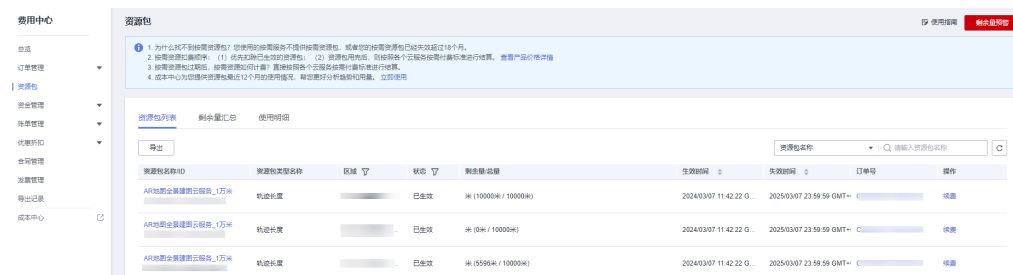 费用中心
总览
订单管理
资源包
资金管理
账单管理
优惠折扣
合同管理
发票管理
导出记录
成本中心
资源包
使用指南
剩余量预警
1. 为什么找不到按需资源包？您使用的按需服务不提供按需资源包，或者您的按需资源包已经失效超过18个月。
2. 按需资源扣费顺序：（1）优先扣除已生效的资源包；（2）资源包用完后，则按照各个云服务按需付费标准进行结算。 查看产品价格详情
3. 按需资源包过期后，按需资源如何计费？直接按照各个云服务按需付费标准进行结算。
4. 成本中心为您提供资源包最近12个月的使用情况，帮您更好分析趋势和用量。 立即使用
资源包列表 剩余量汇总 使用明细
导出
资源包名称 请输入资源包名称
资源包名称/ID 资源包类型名称 区域 状态 剩余量/总量 生效时间 失效时间 订单号 操作
AR地图全景建图云服务_1万米 轨迹长度 已生效 米 (10000米 / 10000米) 2024/03/07 11:42:22 G... 2025/03/07 23:59:59 GMT+ 续费
AR地图全景建图云服务_1万米 轨迹长度 已生效 米 (0米 / 10000米) 2024/03/07 11:42:22 G... 2025/03/07 23:59:59 GMT+ 续费
AR地图全景建图云服务_1万米 轨迹长度 已生效 米 (5596米 / 10000米) 2024/03/07 11:42:22 G... 2025/03/07 23:59:59 GMT+ 续费